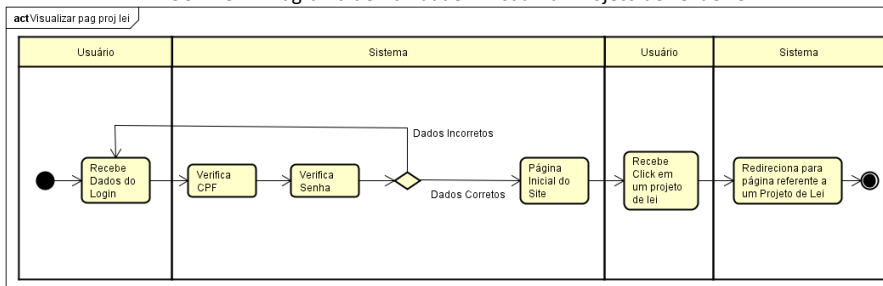 act Visualizar pag proj lei
Usuário
Sistema
Usuário
Sistema
Dados Incorretos
Recebe
Dados do
Login
Verifica
CPF
Verifica
Senha
Dados Corretos
Página
Inicial do
Site
Recebe
Click em
um projeto
de lei
Redireciona para
página referente a
um Projeto de Lei